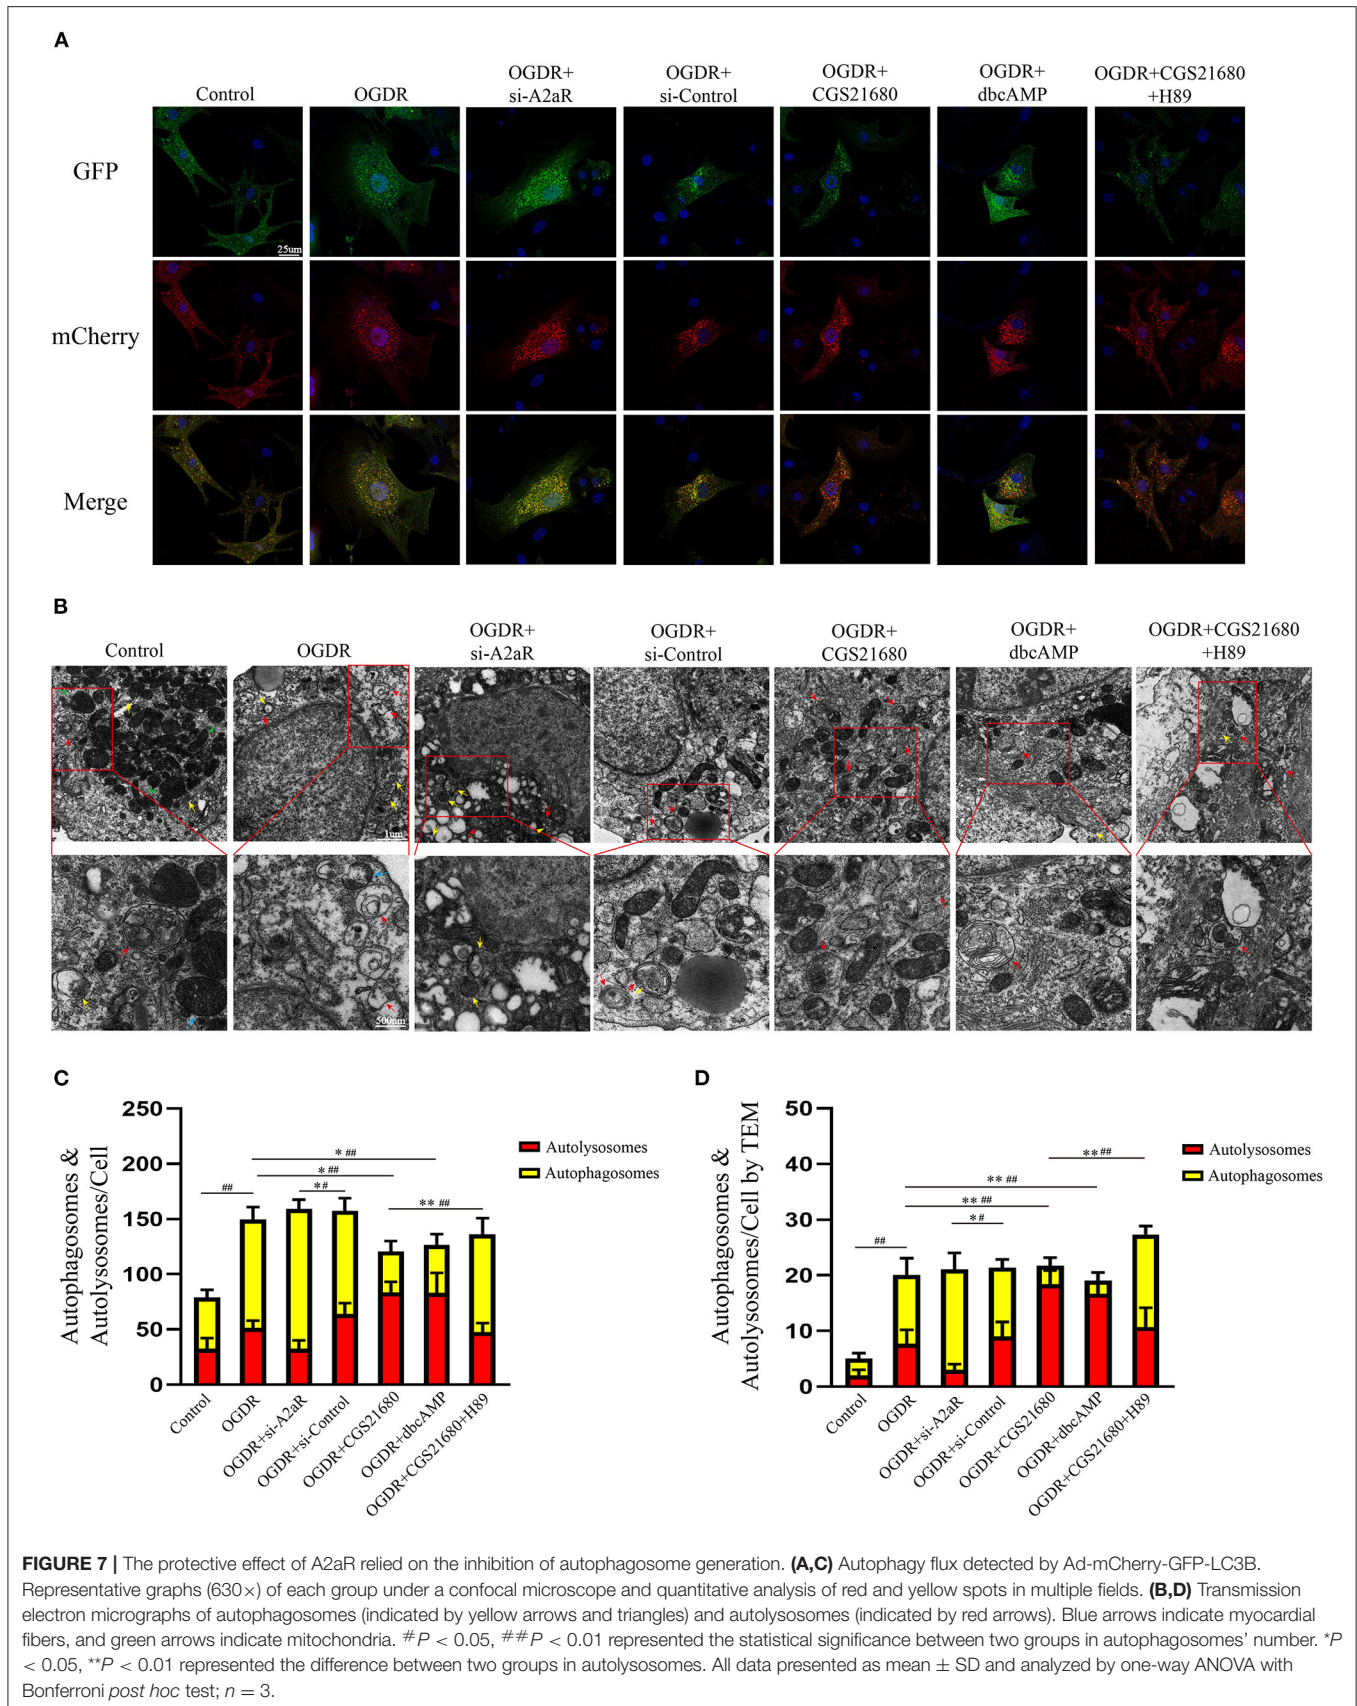 A
Control
OGDR
OGDR+
si-A2aR
OGDR+
si-Control
OGDR+
CGS21680
OGDR+
dbcAMP
OGDR+CGS21680
+H89
GFP
25um
mCherry
Merge
B
Control
OGDR
OGDR+
si-A2aR
OGDR+
si-Control
OGDR+
CGS21680
OGDR+
dbcAMP
OGDR+CGS21680
+H89
1um
500nm
C
Autophagosomes &
Autolysosomes/Cell
250
200
150
100
50
0
* ##
* ##
##
* #
** ##
Autolysosomes
Autophagosomes
Control
OGDR
OGDR+si-A2aR
OGDR+si-Control
OGDR+CGS21680
OGDR+dbcAMP
OGDR+CGS21680+H89
D
Autophagosomes &
Autolysosomes/Cell by TEM
50
40
30
20
10
0
** ##
** ##
** ##
* #
##
Autolysosomes
Autophagosomes
Control
OGDR
OGDR+si-A2aR
OGDR+si-Control
OGDR+CGS21680
OGDR+dbcAMP
OGDR+CGS21680+H89
FIGURE 7 | The protective effect of A2aR relied on the inhibition of autophagosome generation. (A,C) Autophagy flux detected by Ad-mCherry-GFP-LC3B.
Representative graphs (630×) of each group under a confocal microscope and quantitative analysis of red and yellow spots in multiple fields. (B,D) Transmission
electron micrographs of autophagosomes (indicated by yellow arrows and triangles) and autolysosomes (indicated by red arrows). Blue arrows indicate myocardial
fibers, and green arrows indicate mitochondria. #P < 0.05, ##P < 0.01 represented the statistical significance between two groups in autophagosomes' number. *P
< 0.05, **P < 0.01 represented the difference between two groups in autolysosomes. All data presented as mean ± SD and analyzed by one-way ANOVA with
Bonferroni post hoc test; n = 3.